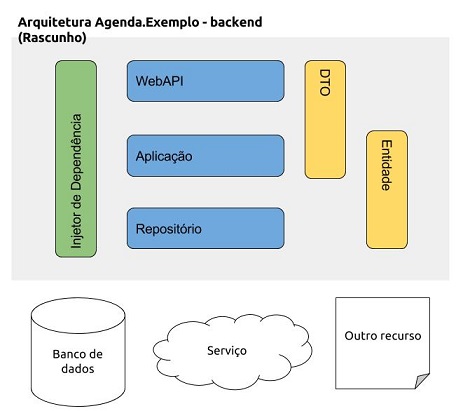 Arquitetura Agenda.Exemplo - backend
(Rascunho)
Injetor de Dependência
WebAPI
DTO
Aplicação
Entidade
Repositório
Banco de
dados
Serviço
Outro recurso